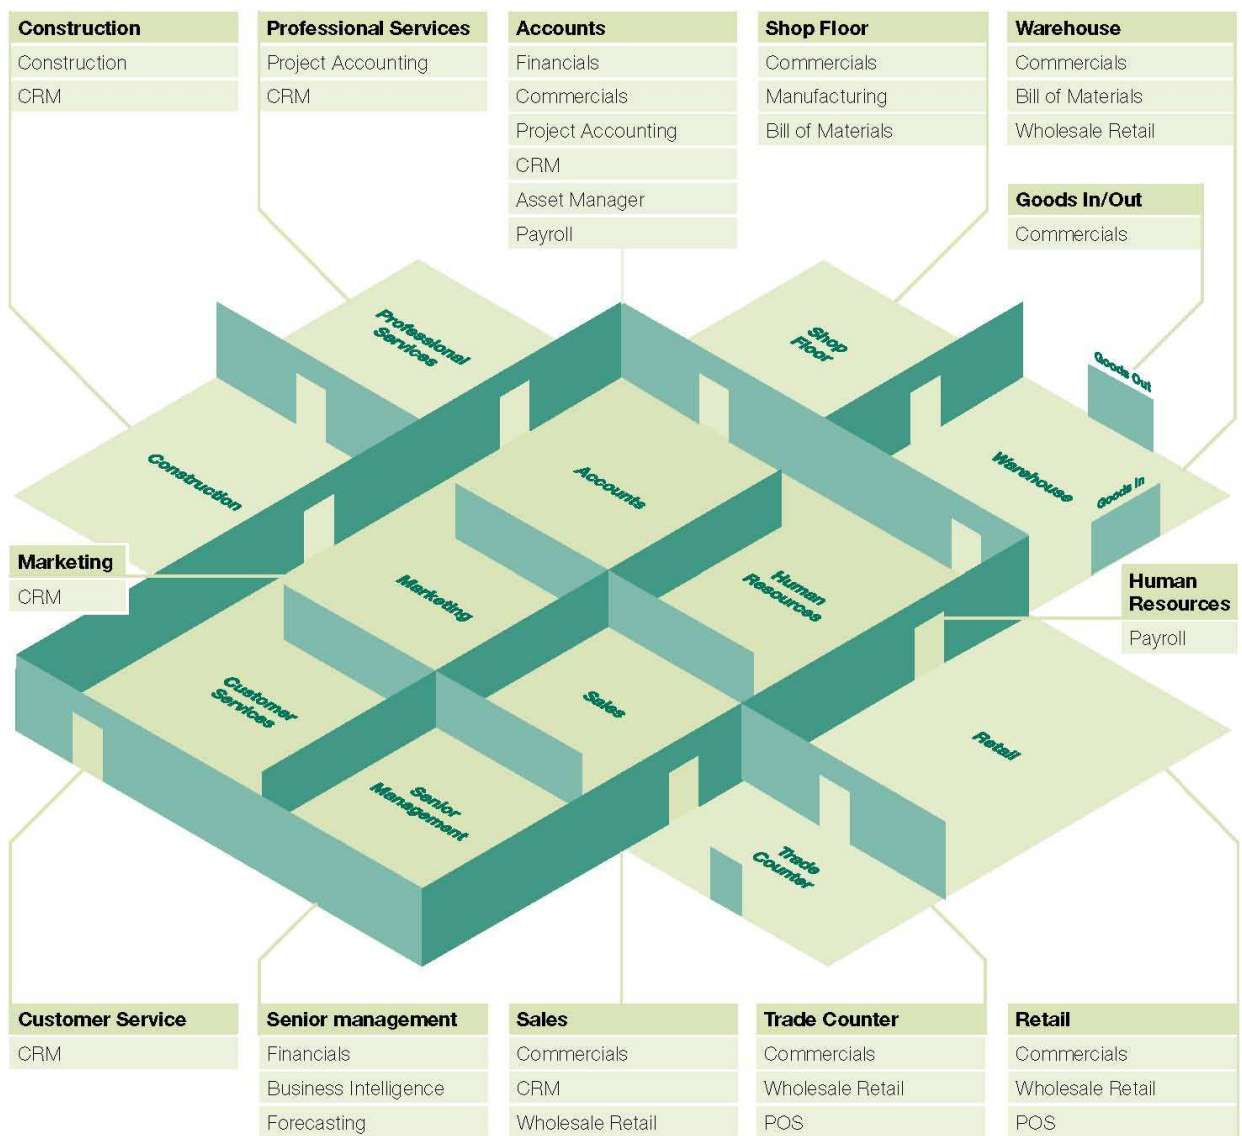 Construction
Construction
CRM
Professional Services
Project Accounting
CRM
Accounts
Financials
Commercials
Project Accounting
CRM
Asset Manager
Payroll
Shop Floor
Commercials
Manufacturing
Bill of Materials
Warehouse
Commercials
Bill of Materials
Wholesale Retail
Goods In/Out
Commercials
Professional
Services
Shop
Floor
Goods Out
Construction
Accounts
Warehouse
Goods In
Marketing
CRM
Marketing
Human
Resources
Human
Resources
Payroll
Customer
Services
Sales
Retail
Senior
Management
Trade
Counter
Customer Service
CRM
Senior management
Financials
Business Intelligence
Forecasting
Sales
Commercials
CRM
Wholesale Retail
Trade Counter
Commercials
Wholesale Retail
POS
Retail
Commercials
Wholesale Retail
POS